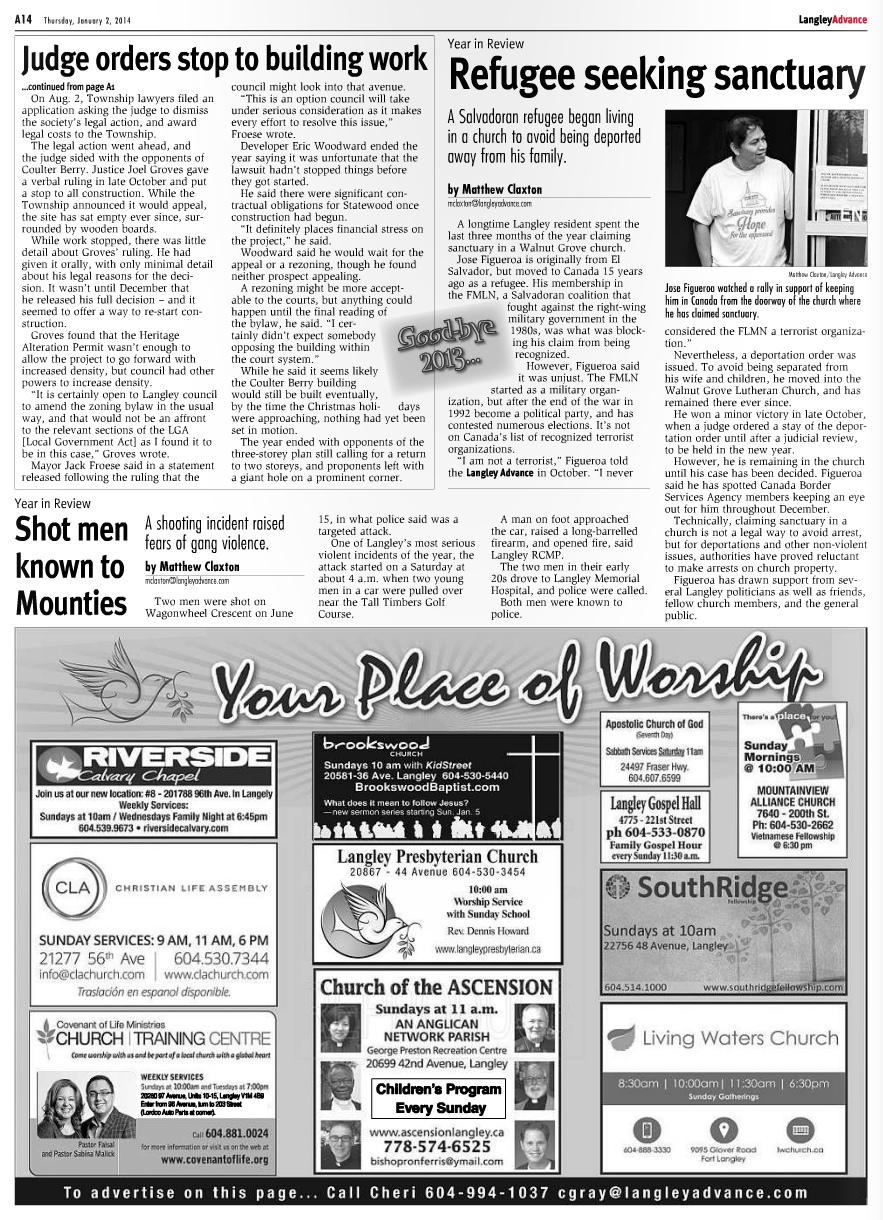 A14 Thursday, January 2, 2014
LangleyAdvance
Judge orders stop to building work
...continued from page A1
On Aug. 2, Township lawyers filed an
application asking the judge to dismiss
the society's legal action, and award
legal costs to the Township.
The legal action went ahead, and
the judge sided with the opponents of
Coulter Berry. Justice Joel Groves gave
a verbal ruling in late October and put
a stop to all construction. While the
Township announced it would appeal,
the site has sat empty ever since, sur-
rounded by wooden boards.
While work stopped, there was little
detail about Groves' ruling. He had
given it orally, with only minimal detail
about his legal reasons for the deci-
sion. It wasn't until December that
he released his full decision – and it
seemed to offer a way to re-start con-
struction.
Groves found that the Heritage
Alteration Permit wasn't enough to
allow the project to go forward with
increased density, but council had other
powers to increase density.
"It is certainly open to Langley council
to amend the zoning bylaw in the usual
way, and that would not be an affront
to the relevant sections of the LGA
[Local Government Act] as I found it to
be in this case," Groves wrote.
Mayor Jack Froese said in a statement
released following the ruling that the
council might look into that avenue.
"This is an option council will take
under serious consideration as it makes
every effort to resolve this issue,"
Froese wrote.
Developer Eric Woodward ended the
year saying it was unfortunate that the
lawsuit hadn't stopped things before
they got started.
He said there were significant con-
tractual obligations for Statewood once
construction had begun.
"It definitely places financial stress on
the project," he said.
Woodward said he would wait for the
appeal or a rezoning, though he found
neither prospect appealing.
A rezoning might be more accept-
able to the courts, but anything could
happen until the final reading of
the bylaw, he said. "I cer-
tainly didn't expect somebody
opposing the building within
the court system."
While he said it seems likely
the Coulter Berry building
would still be built eventually,
by the time the Christmas holi- days
were approaching, nothing had yet been
set in motion.
The year ended with opponents of the
three-storey plan still calling for a return
to two storeys, and proponents left with
a giant hole on a prominent corner.
Good-bye
2013...
Year in Review
Refugee seeking sanctuary
A Salvadoran refugee began living
in a church to avoid being deported
away from his family.
by Matthew Claxton
mclaxton@langleyadvance.com
A longtime Langley resident spent the
last three months of the year claiming
sanctuary in a Walnut Grove church.
Jose Figueroa is originally from El
Salvador, but moved to Canada 15 years
ago as a refugee. His membership in
the FMLN, a Salvadoran coalition that
fought against the right-wing
military government in the
1980s, was what was block-
ing his claim from being
recognized.
However, Figueroa said
it was unjust. The FMLN
started as a military organ-
ization, but after the end of the war in
1992 become a political party, and has
contested numerous elections. It's not
on Canada's list of recognized terrorist
organizations.
"I am not a terrorist," Figueroa told
the Langley Advance in October. "I never
Sanctuary provides
Hope
for the oppressed
Matthew Claxton/Langley Advance
Jose Figueroa watched a rally in support of keeping
him in Canada from the doorway of the church where
he has claimed sanctuary.
considered the FLMN a terrorist organiza-
tion."
Nevertheless, a deportation order was
issued. To avoid being separated from
his wife and children, he moved into the
Walnut Grove Lutheran Church, and has
remained there ever since.
He won a minor victory in late October,
when a judge ordered a stay of the depor-
tation order until after a judicial review,
to be held in the new year.
However, he is remaining in the church
until his case has been decided. Figueroa
said he has spotted Canada Border
Services Agency members keeping an eye
out for him throughout December.
Technically, claiming sanctuary in a
church is not a legal way to avoid arrest,
but for deportations and other non-violent
issues, authorities have proved reluctant
to make arrests on church property.
Figueroa has drawn support from sev-
eral Langley politicians as well as friends,
fellow church members, and the general
public.
Year in Review
Shot men
known to
Mounties
A shooting incident raised
fears of gang violence.
by Matthew Claxton
mclaxton@langleyadvance.com
Two men were shot on
Wagonwheel Crescent on June
15, in what police said was a
targeted attack.
One of Langley's most serious
violent incidents of the year, the
attack started on a Saturday at
about 4 a.m. when two young
men in a car were pulled over
near the Tall Timbers Golf
Course.
A man on foot approached
the car, raised a long-barrelled
firearm, and opened fire, said
Langley RCMP.
The two men in their early
20s drove to Langley Memorial
Hospital, and police were called.
Both men were known to
police.
Your Place of Worship
RIVERSIDE
Calvary Chapel
Join us at our new location: #8 - 201788 96th Ave. In Langely
Weekly Services:
Sundays at 10am / Wednesdays Family Night at 6:45pm
604.539.9673 • riversidecalvary.com
CLA
CHRISTIAN LIFE ASSEMBLY
SUNDAY SERVICES: 9 AM, 11 AM, 6 PM
21277 56th Ave | 604.530.7344
info@clachurch.com | www.clachurch.com
Traslación en espanol disponible.
Covenant of Life Ministries
CHURCH | TRAINING CENTRE
Come worship with us and be part of a local church with a global heart
WEEKLY SERVICES
Sundays at 10:00am and Tuesdays at 7:00pm
20280 97 Avenue, Units 10-15, Langley V1M 4B9
Enter from 96 Avenue, turn to 203 Street
(Lordco Auto Parts at corner).
Call 604.881.0024
for more information or visit us on the web at
www.covenantoflife.org
Pastor Faisal
and Pastor Sabina Malick
brookswood
CHURCH
Sundays 10 am with KidStreet
20581-36 Ave. Langley 604-530-5440
BrookswoodBaptist.com
What does it mean to follow Jesus?
—new sermon series starting Sun. Jan. 5
Langley Presbyterian Church
20867 - 44 Avenue 604-530-3454
10:00 am
Worship Service
with Sunday School
Rev. Dennis Howard
www.langleypresbyterian.ca
Church of the ASCENSION
Sundays at 11 a.m.
AN ANGLICAN
NETWORK PARISH
George Preston Recreation Centre
20699 42nd Avenue, Langley
Children's Program
Every Sunday
www.ascensionlangley.ca
778-574-6525
bishopronferris@ymail.com
Apostolic Church of God
(Seventh Day)
Sabbath Services Saturday 11am
24497 Fraser Hwy.
604.607.6599
Langley Gospel Hall
4775 - 221st Street
ph 604-533-0870
Family Gospel Hour
every Sunday 11:30 a.m.
There's a place for you!
Sunday
Mornings
@ 10:00 AM
MOUNTAINVIEW
ALLIANCE CHURCH
7640 - 200th St.
Ph: 604-530-2662
Vietnamese Fellowship
@ 6:30 pm
SouthRidge
Fellowship
Sundays at 10am
22756 48 Avenue, Langley
604.514.1000 www.southridgefellowship.com
Living Waters Church
8:30am | 10:00am | 11:30am | 6:30pm
Sunday Gatherings
604-888-3330
9095 Glover Road
Fort Langley
lwchurch.ca
To advertise on this page... Call Cheri 604-994-1037 cgray@langleyadvance.com